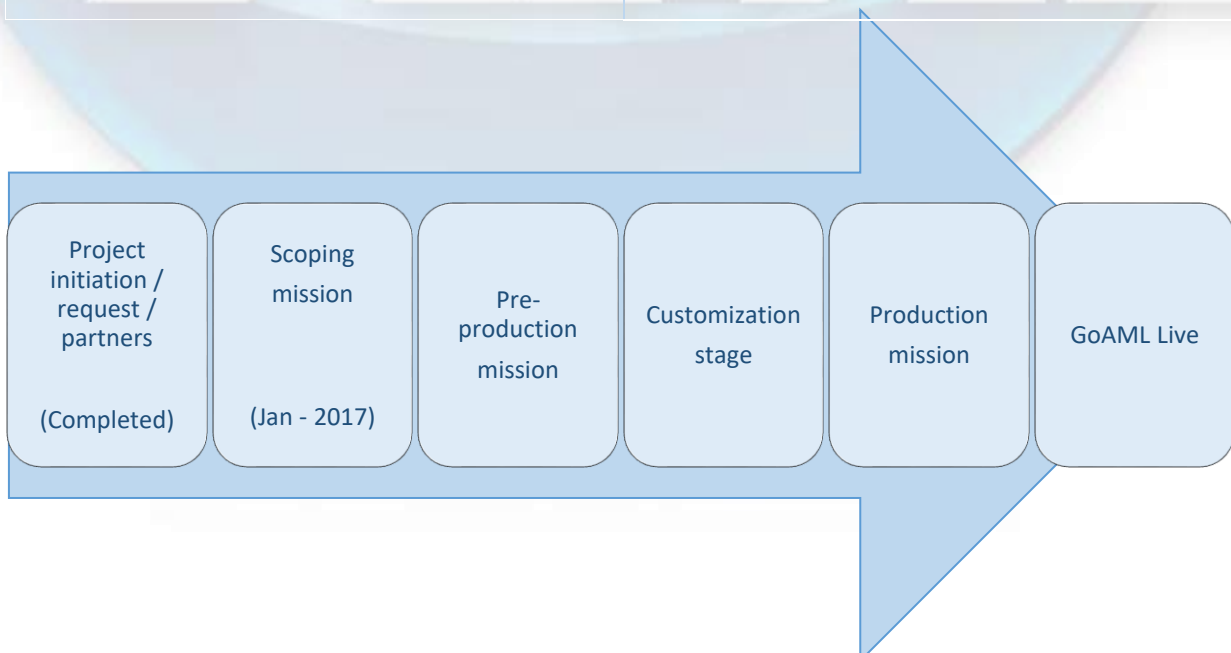 Project
initiation /
request /
partners
(Completed)
Scoping
mission
(Jan - 2017)
Pre-
production
mission
Customization
stage
Production
mission
GoAML Live